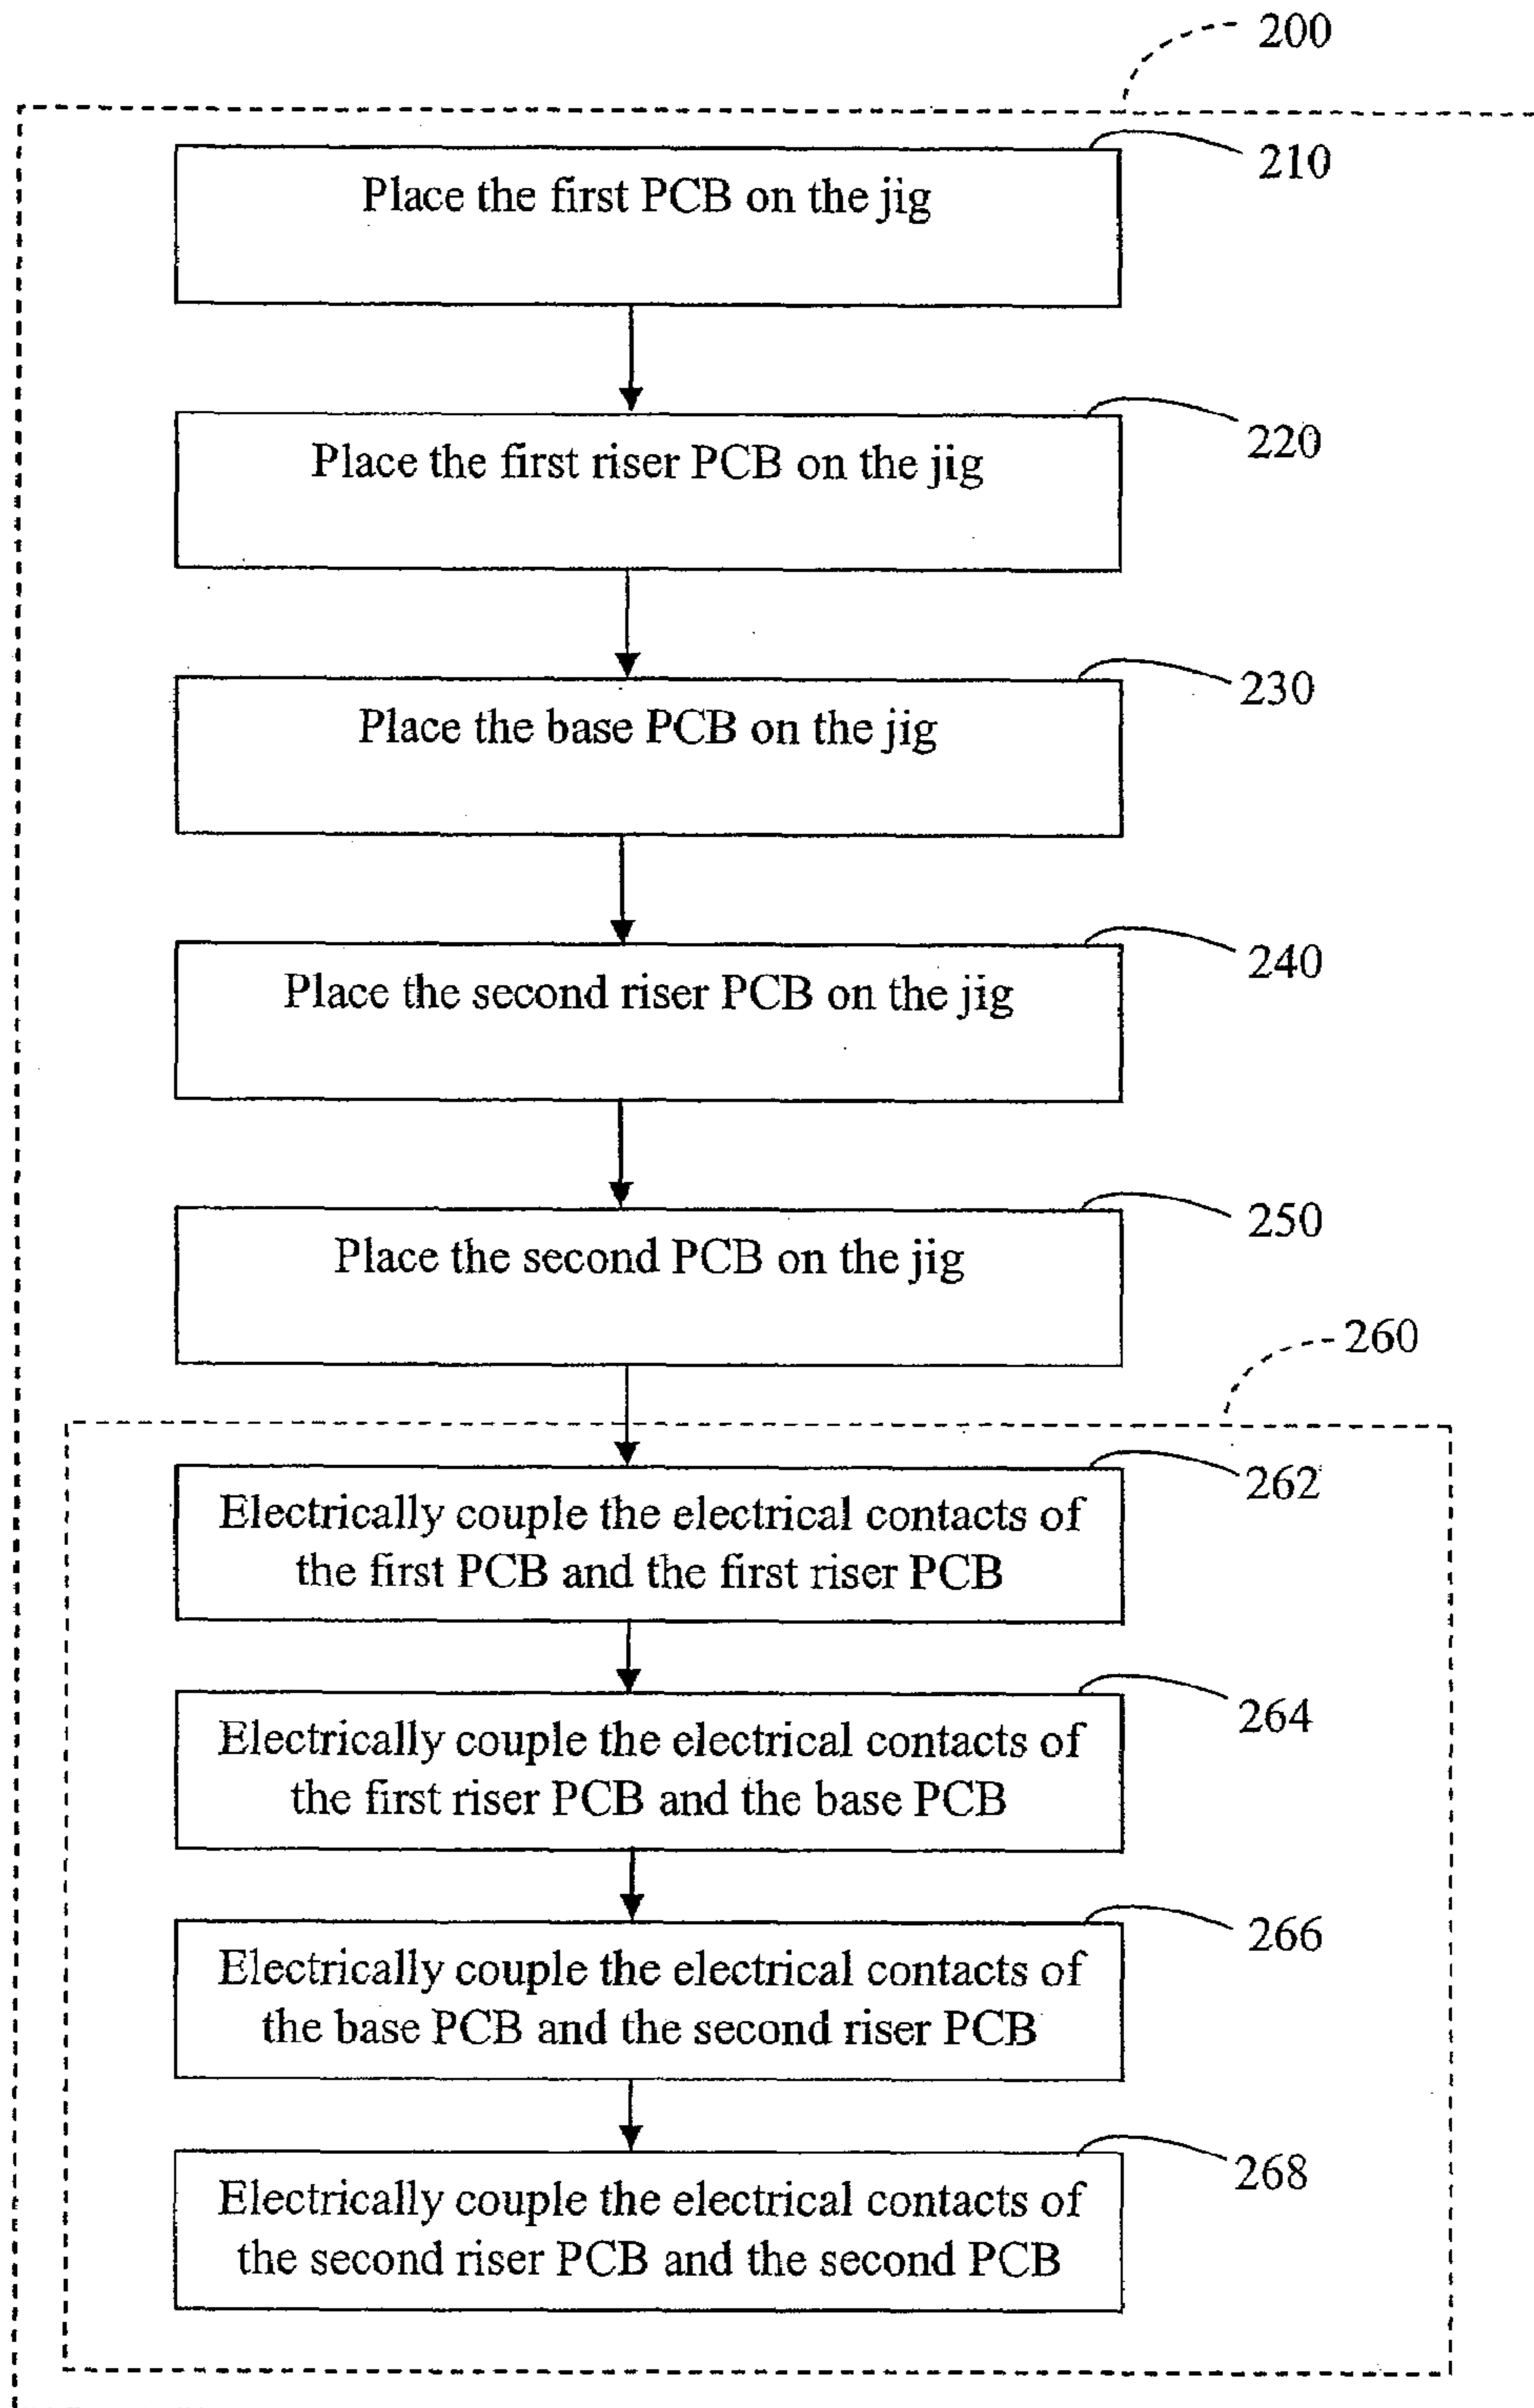 200
210
Place the first PCB on the jig
220
Place the first riser PCB on the jig
230
Place the base PCB on the jig
240
Place the second riser PCB on the jig
250
Place the second PCB on the jig
260
262
Electrically couple the electrical contacts of
the first PCB and the first riser PCB
264
Electrically couple the electrical contacts of
the first riser PCB and the base PCB
266
Electrically couple the electrical contacts of
the base PCB and the second riser PCB
268
Electrically couple the electrical contacts of
the second riser PCB and the second PCB